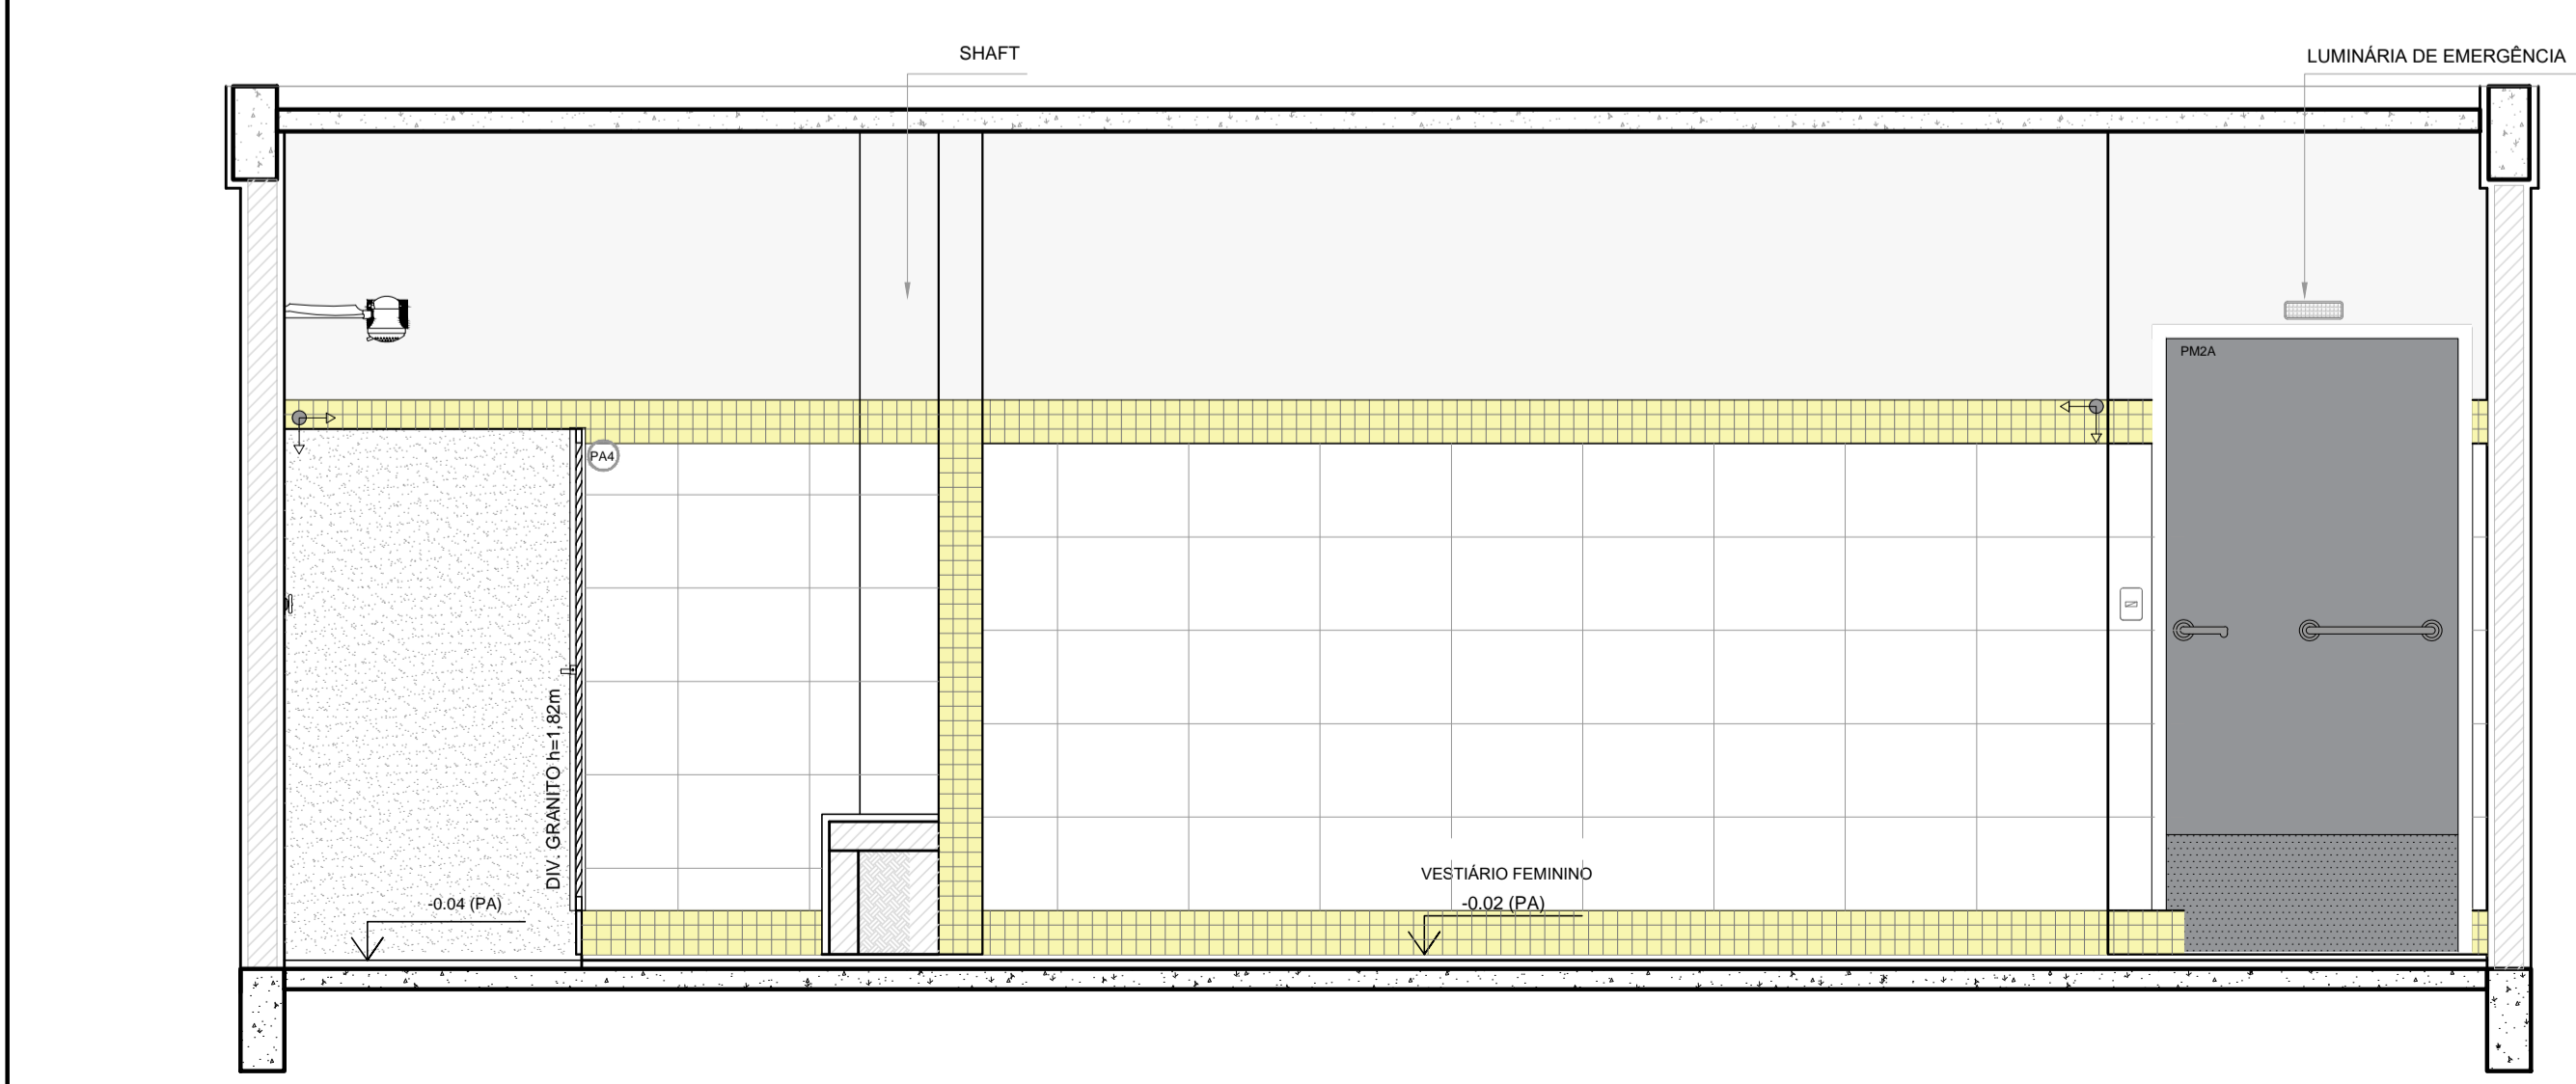 SHAFT
LUMINÁRIA DE EMERGÊNCIA
PM2A
PA4
DIV. GRANITO h=1,82m
VESTIÁRIO FEMININO
-0.04 (PA)
-0.02 (PA)